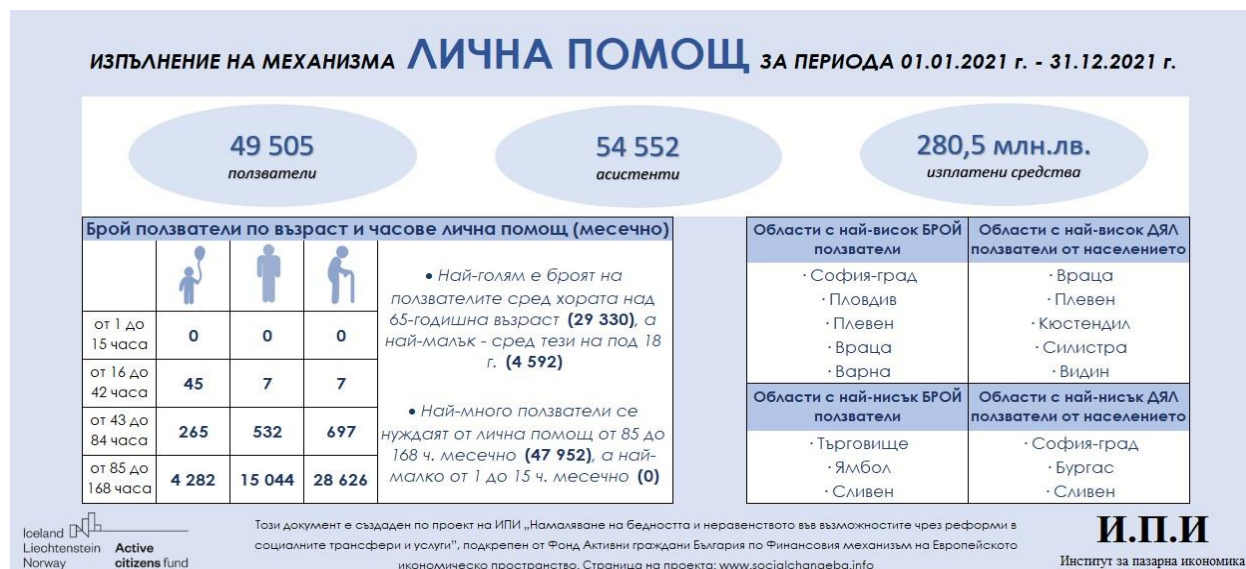 ИЗПЪЛНЕНИЕ НА МЕХАНИЗМА ЛИЧНА ПОМОЩ ЗА ПЕРИОДА 01.01.2021 г. - 31.12.2021 г.
49 505
ползватели
54 552
асистенти
280,5 млн.лв.
изплатени средства
Брой ползватели по възраст и часове лична помощ (месечно)
от 1 до
15 часа
0
0
0
от 16 до
42 часа
45
7
7
от 43 до
84 часа
265
532
697
от 85 до
168 часа
4 282
15 044
28 626
• Най-голям е броят на
ползвателите сред хората над
65-годишна възраст (29 330), а
най-малък - сред тези на под 18
г. (4 592)
• Най-много ползватели се
нуждаят от лична помощ от 85 до
168 ч. месечно (47 952), а най-
малко от 1 до 15 ч. месечно (0)
Области с най-висок БРОЙ
ползватели
· София-град
· Пловдив
· Плевен
· Враца
· Варна
Области с най-висок ДЯЛ
ползватели от населението
· Враца
· Плевен
· Кюстендил
· Силистра
· Видин
Области с най-нисък БРОЙ
ползватели
· Търговище
· Ямбол
· Сливен
Области с най-нисък ДЯЛ
ползватели от населението
· София-град
· Бургас
· Сливен
Iceland
Liechtenstein
Norway
Active
citizens fund
Този документ е създаден по проект на ИПИ „Намаляване на бедността и неравенството във възможностите чрез реформи в
социалните трансфери и услуги“, подкрепен от Фонд Активни граждани България по Финансовия механизъм на Европейското
икономическо пространство. Страница на проекта: www.socialchangebg.info
И.П.И
Институт за пазарна икономика